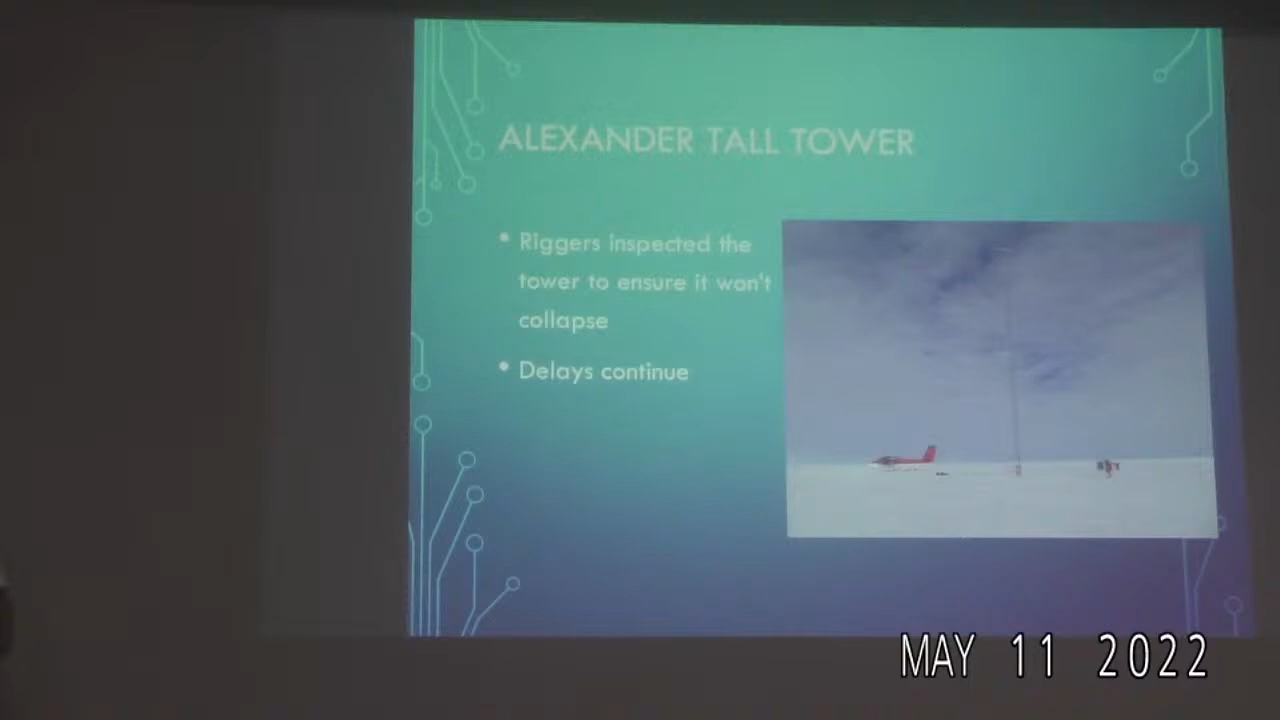 ALEXANDER TALL TOWER
• Riggers inspected the
tower to ensure it won't
collapse
• Delays continue
MAY 11 2022